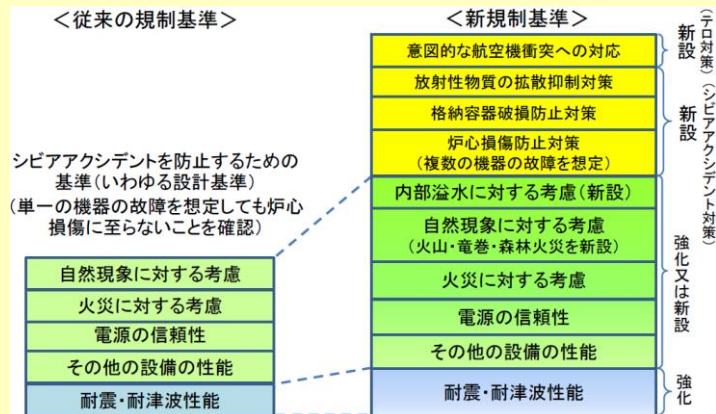 <従来の規制基準>
シビアアクシデントを防止するための
基準(いわゆる設計基準)
(単一の機器の故障を想定しても炉心
損傷に至らないことを確認)
自然現象に対する考慮
火災に対する考慮
電源の信頼性
その他の設備の性能
耐震・耐津波性能
<新規制基準>
意図的な航空機衝突への対応
放射性物質の拡散抑制対策
格納容器破損防止対策
炉心損傷防止対策
(複数の機器の故障を想定)
内部溢水に対する考慮(新設)
自然現象に対する考慮
(火山・竜巻・森林火災を新設)
火災に対する考慮
電源の信頼性
その他の設備の性能
耐震・耐津波性能
新設
(テロ対策)
新設
(シビアアクシデント対策)
強化又は新設
強化